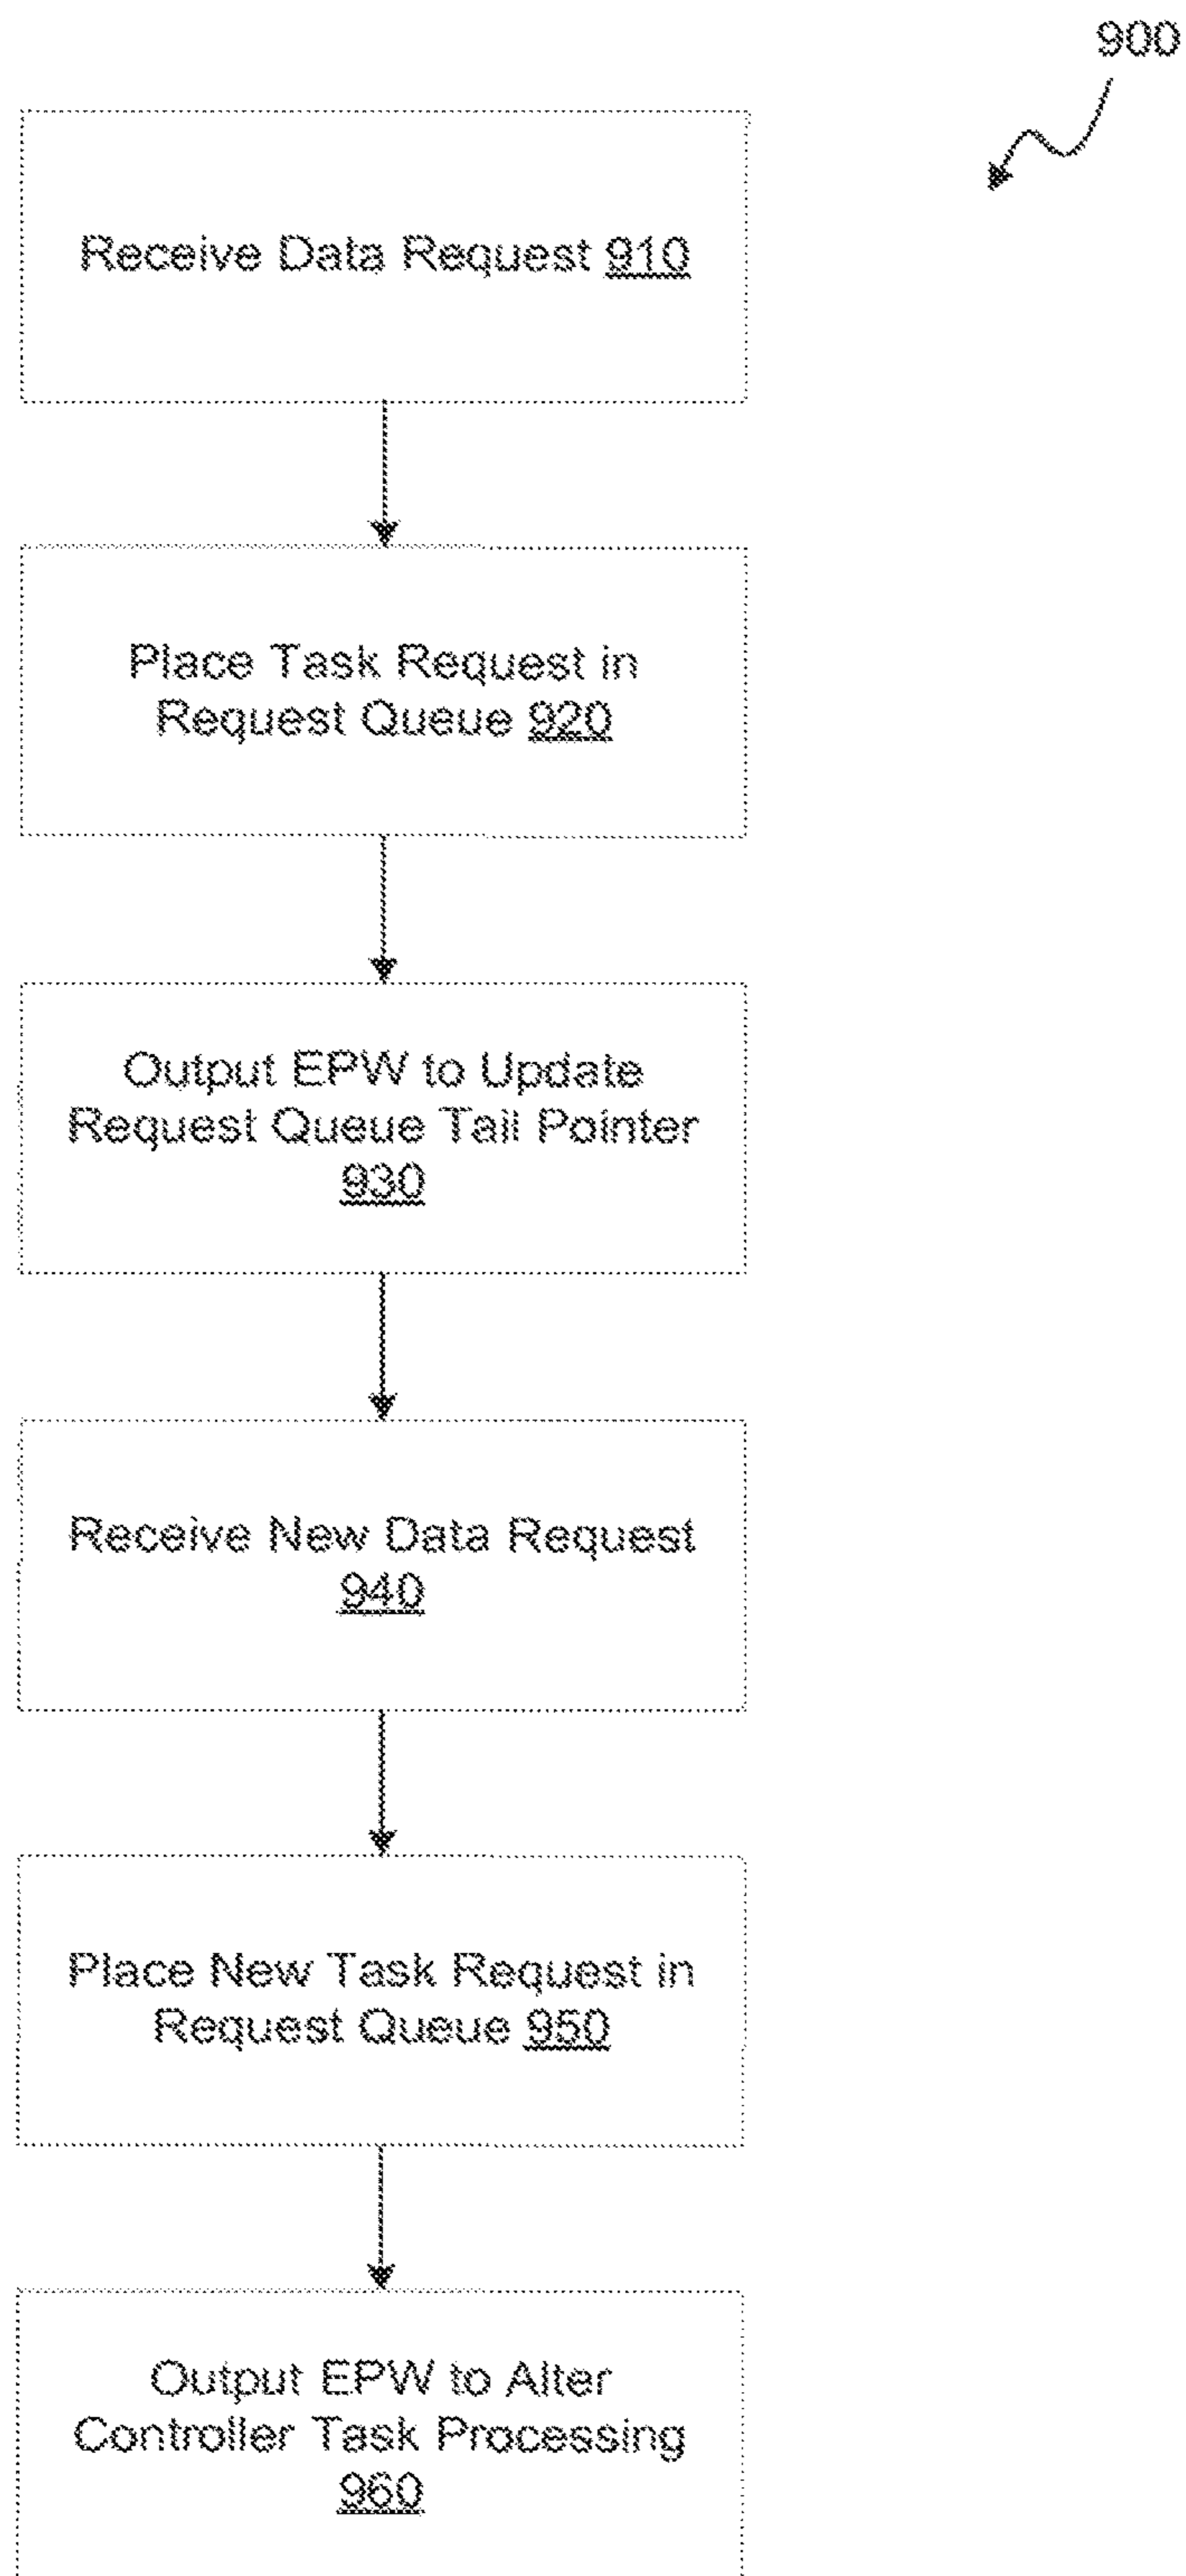 900
Receive Data Request 910
Place Task Request in
Request Queue 920
Output EPW to Update
Request Queue Tail Pointer
930
Receive New Data Request
940
Place New Task Request in
Request Queue 950
Output EPW to Alter
Controller Task Processing
960